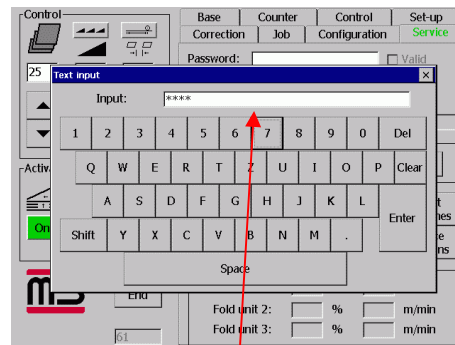 Control
Base Counter Control Set-up
Correction Job Configuration Service
Password: Valid
25
Text input
Input: ****
1 2 3 4 5 6 7 8 9 0 Del
Q W E R T Z U I O P Clear
A S D F G H J K L Enter
Shift Y X C V B N M .
Space
Activ
On
End
61
Fold unit 2: % m/min
Fold unit 3: % m/min